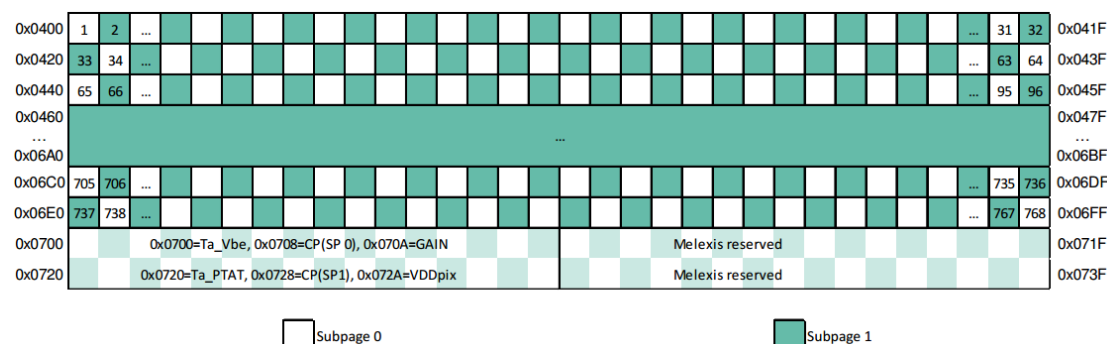 0x0400 1 2 ... ... 31 32 0x041F
0x0420 33 34 ... ... 63 64 0x043F
0x0440 65 66 ... ... 95 96 0x045F
0x0460 0x047F
... ... ...
0x06A0 0x06BF
0x06C0 705 706 ... ... 735 736 0x06DF
0x06E0 737 738 ... ... 767 768 0x06FF
0x0700 0x0700=Ta_Vbe, 0x0708=CP(SP 0), 0x070A=GAIN Melexis reserved 0x071F
0x0720 0x0720=Ta_PTAT, 0x0728=CP(SP1), 0x072A=VDDpix Melexis reserved 0x073F
Subpage 0 Subpage 1